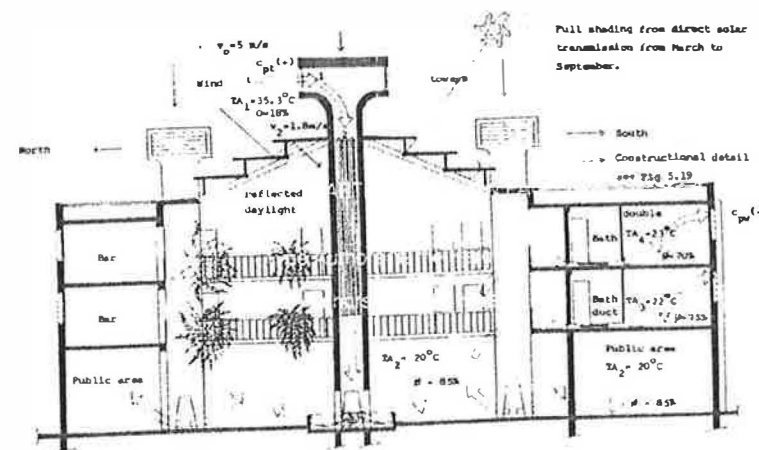 v_o=5 m/s
c_pt(+)
Wind
TA₁=35.3°C
v₂=1.8m/s
Full shading from direct solar
transmission from March to
September.
North
South
Constructional detail
see Fig 5.19
reflected
daylight
double
Bar
Bath
TA₄=23°C
Bar
Bath
duct
TA₃=22°C
Public area
TA₂= 20°C
ø = 85%
Public area
TA₂= 20°C
ø = 85%